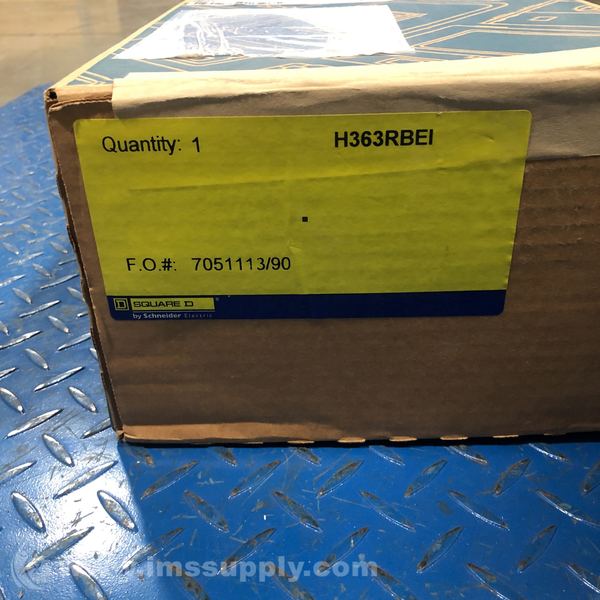 Quantity: 1
H363RBEI
F.O.#: 7051113/90
D SQUARE D
by Schneider Electric
.imssupply.com/